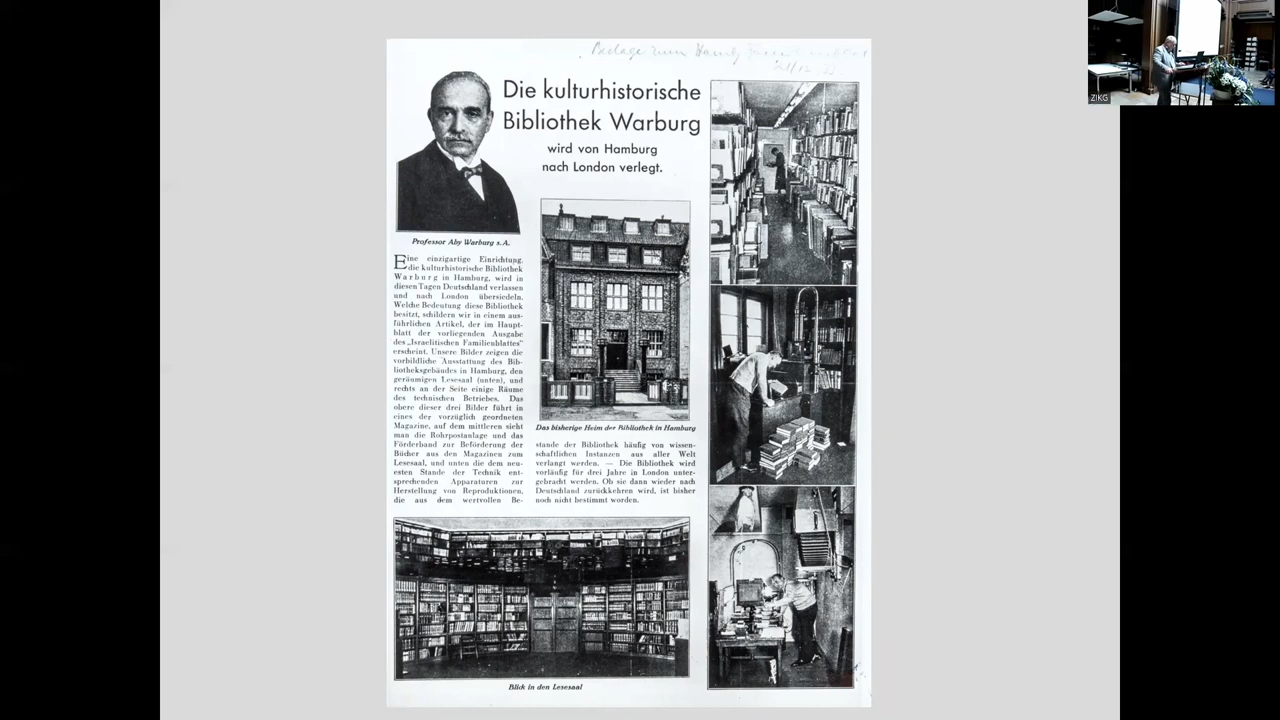 Beilage zum Hambg.
ZIKG
Die kulturhistorische
Bibliothek Warburg
wird von Hamburg
nach London verlegt.
Professor Aby Warburg s. A.
Eine einzigartige Einrichtung,
die kulturhistorische Bibliothek
Warburg in Hamburg, wird in
diesen Tagen Deutschland verlassen
und nach London übersiedeln.
Welche Bedeutung diese Bibliothek
besitzt, schildern wir in einem aus-
führlichen Artikel, der im Haupt-
blatt der vorliegenden Ausgabe
des „Israelitischen Familienblattes"
erscheint. Unsere Bilder zeigen die
vorbildliche Ausstattung des Bib-
liotheksgebäudes in Hamburg, den
geräumigen Lesesaal (unten), und
rechts an der Seite einige Räume
des technischen Betriebes. Das
obere dieser drei Bilder führt in
eines der vorzüglich geordneten
Magazine, auf dem mittleren sieht
man die Rohrpostanlage und das
Förderband zur Beförderung der
Bücher aus den Magazinen zum
Lesesaal, und unten die dem neu-
esten Stande der Technik ent-
sprechenden Apparaturen zur
Herstellung von Reproduktionen,
die aus dem wertvollen Be-
Das bisherige Heim der Bibliothek in Hamburg
stande der Bibliothek häufig von wissen-
schaftlichen Instanzen aus aller Welt
verlangt werden. — Die Bibliothek wird
vorläufig für drei Jahre in London unter-
gebracht werden. Ob sie dann wieder nach
Deutschland zurückkehren wird, ist bisher
noch nicht bestimmt worden.
Blick in den Lesesaal